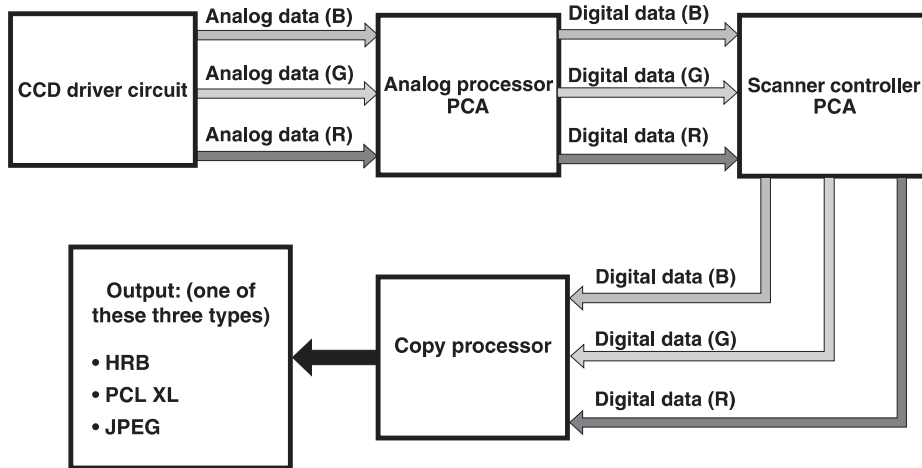 Analog data (B)
Digital data (B)
CCD driver circuit
Analog data (G)
Analog processor
PCA
Digital data (G)
Scanner controller
PCA
Analog data (R)
Digital data (R)
Output: (one of
these three types)
• HRB
• PCL XL
• JPEG
Copy processor
Digital data (B)
Digital data (G)
Digital data (R)